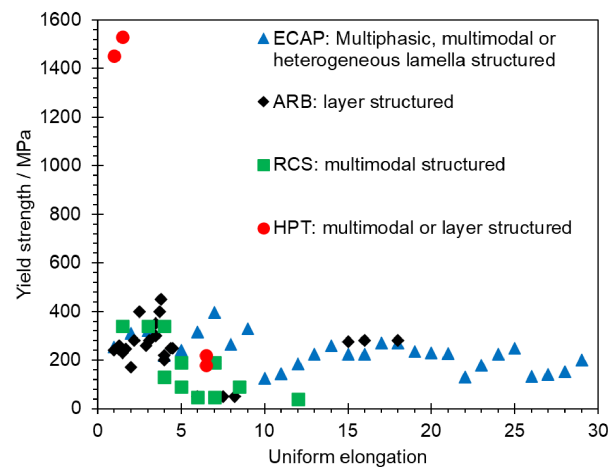 1600
1400
1200
1000
800
600
400
200
0
Yield strength / MPa
ECAP: Multiphasic, multimodal or
heterogeneous lamella structured
ARB: layer structured
RCS: multimodal structured
HPT: multimodal or layer structured
0 5 10 15 20 25 30
Uniform elongation